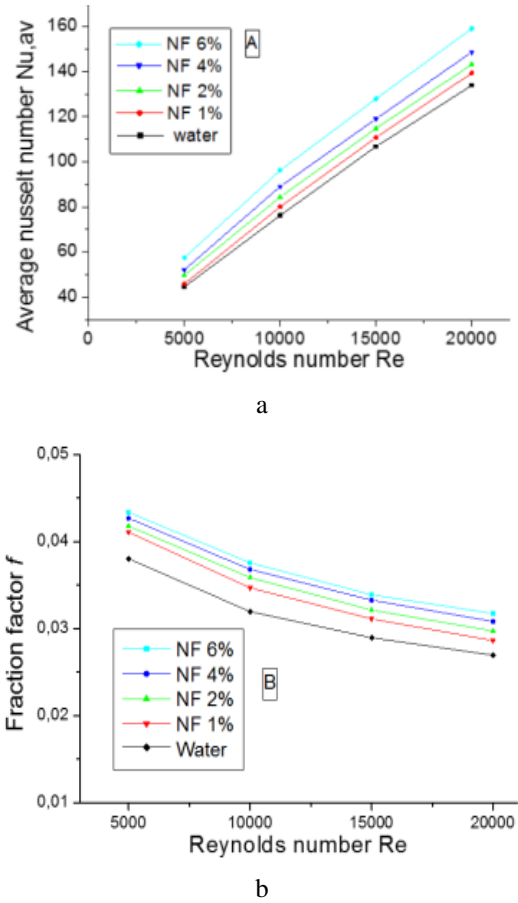 160
140
120
100
80
60
40
0
5000
10000
15000
20000
Average nusselt number Nu,av
Reynolds number Re
NF 6%
NF 4%
NF 2%
NF 1%
water
A
a
0,05
0,04
0,03
0,02
0,01
5000
10000
15000
20000
Fraction factor f
Reynolds number Re
NF 6%
NF 4%
NF 2%
NF 1%
Water
B
b